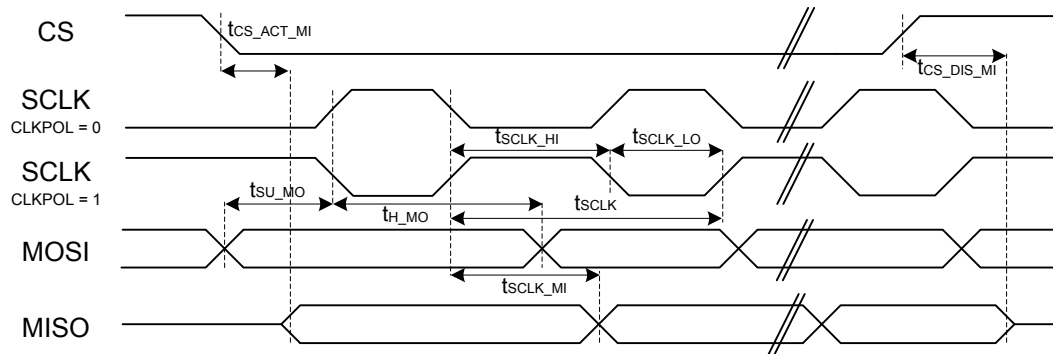 CS
tCS_ACT_MI
tCS_DIS_MI
SCLK
CLKPOL = 0
tSCLK_HI
tSCLK_LO
SCLK
CLKPOL = 1
tSU_MO
tH_MO
tSCLK
MOSI
tSCLK_MI
MISO